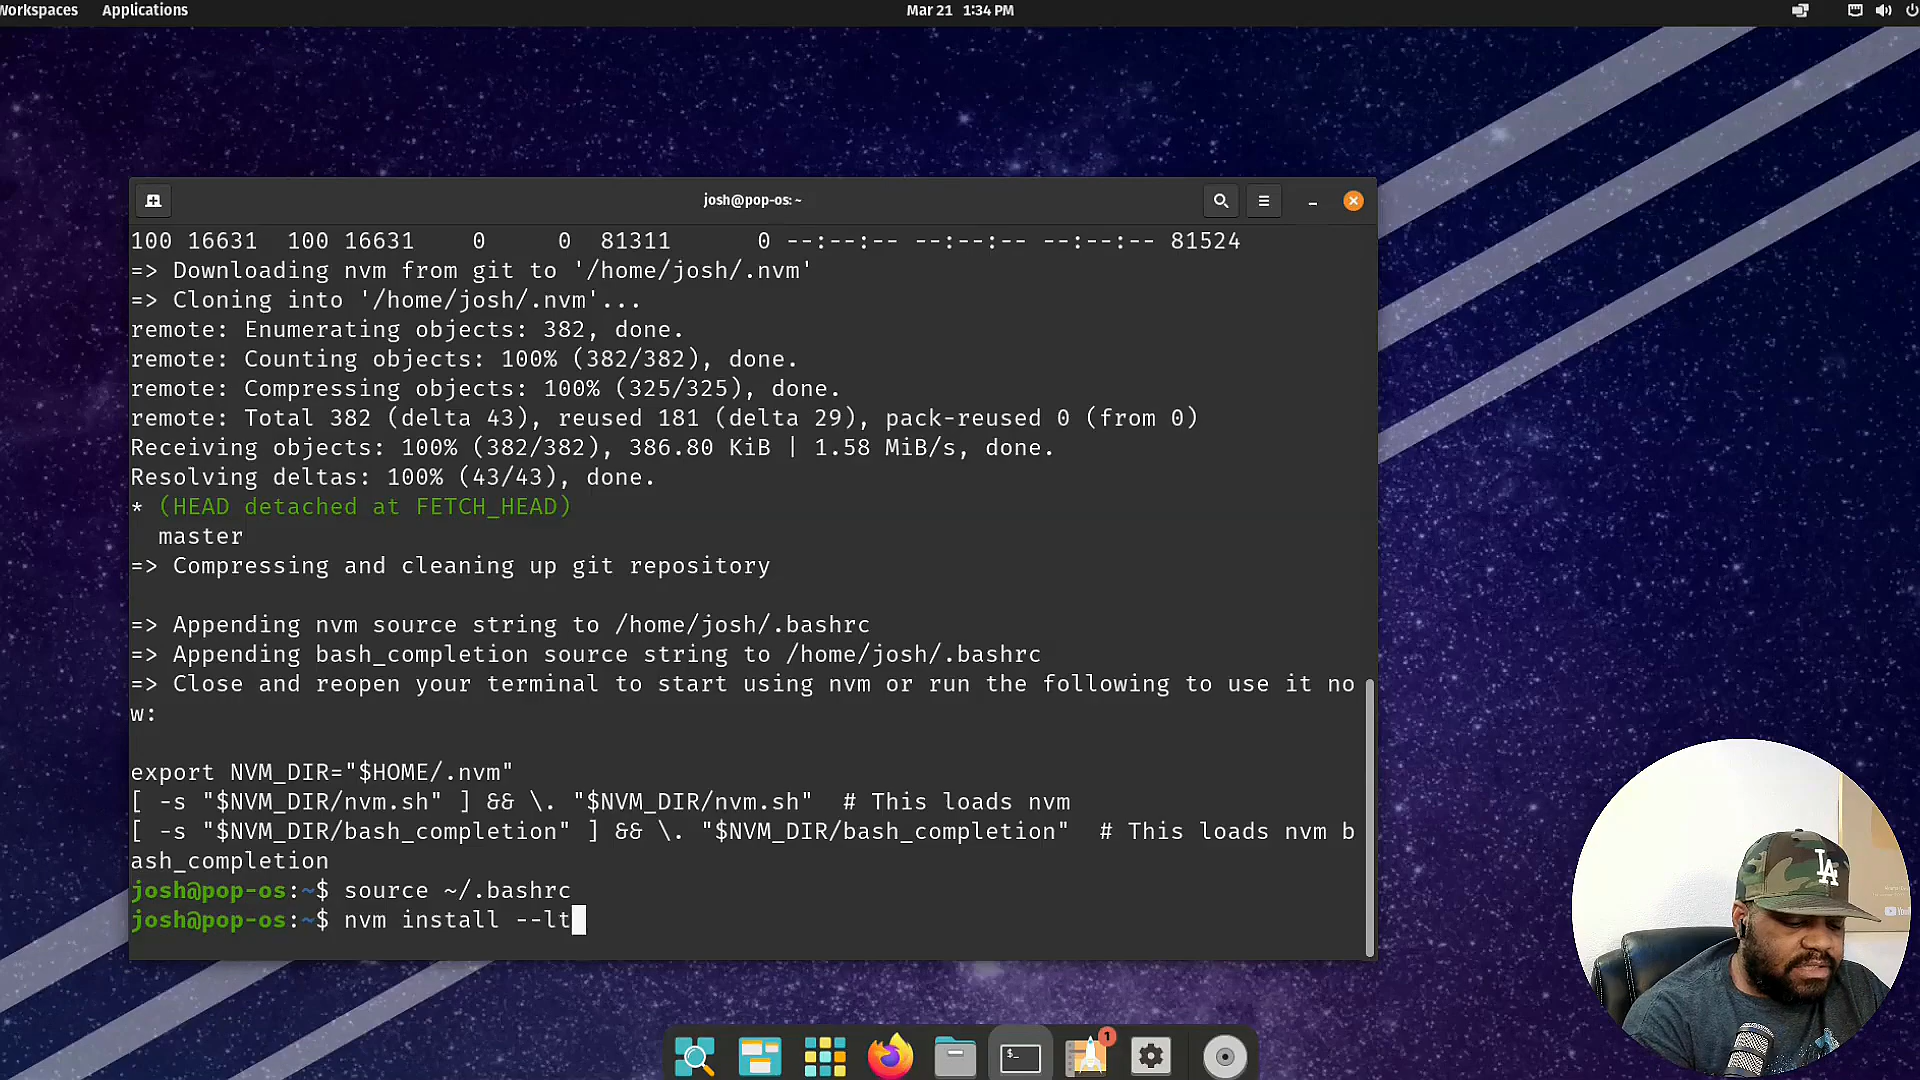 Workspaces Applications Mar 21 1:34 PM
josh@pop-os: ~
100 16631 100 16631 0 0 81311 0 --:--:-- --:--:-- --:--:-- 81524
=> Downloading nvm from git to '/home/josh/.nvm'
=> Cloning into '/home/josh/.nvm'...
remote: Enumerating objects: 382, done.
remote: Counting objects: 100% (382/382), done.
remote: Compressing objects: 100% (325/325), done.
remote: Total 382 (delta 43), reused 181 (delta 29), pack-reused 0 (from 0)
Receiving objects: 100% (382/382), 386.80 KiB | 1.58 MiB/s, done.
Resolving deltas: 100% (43/43), done.
* (HEAD detached at FETCH_HEAD)
master
=> Compressing and cleaning up git repository
=> Appending nvm source string to /home/josh/.bashrc
=> Appending bash_completion source string to /home/josh/.bashrc
=> Close and reopen your terminal to start using nvm or run the following to use it no
w:
export NVM_DIR="$HOME/.nvm"
[ -s "$NVM_DIR/nvm.sh" ] && \. "$NVM_DIR/nvm.sh" # This loads nvm
[ -s "$NVM_DIR/bash_completion" ] && \. "$NVM_DIR/bash_completion" # This loads nvm b
ash_completion
josh@pop-os:~$ source ~/.bashrc
josh@pop-os:~$ nvm install --lt
LA
$_
1